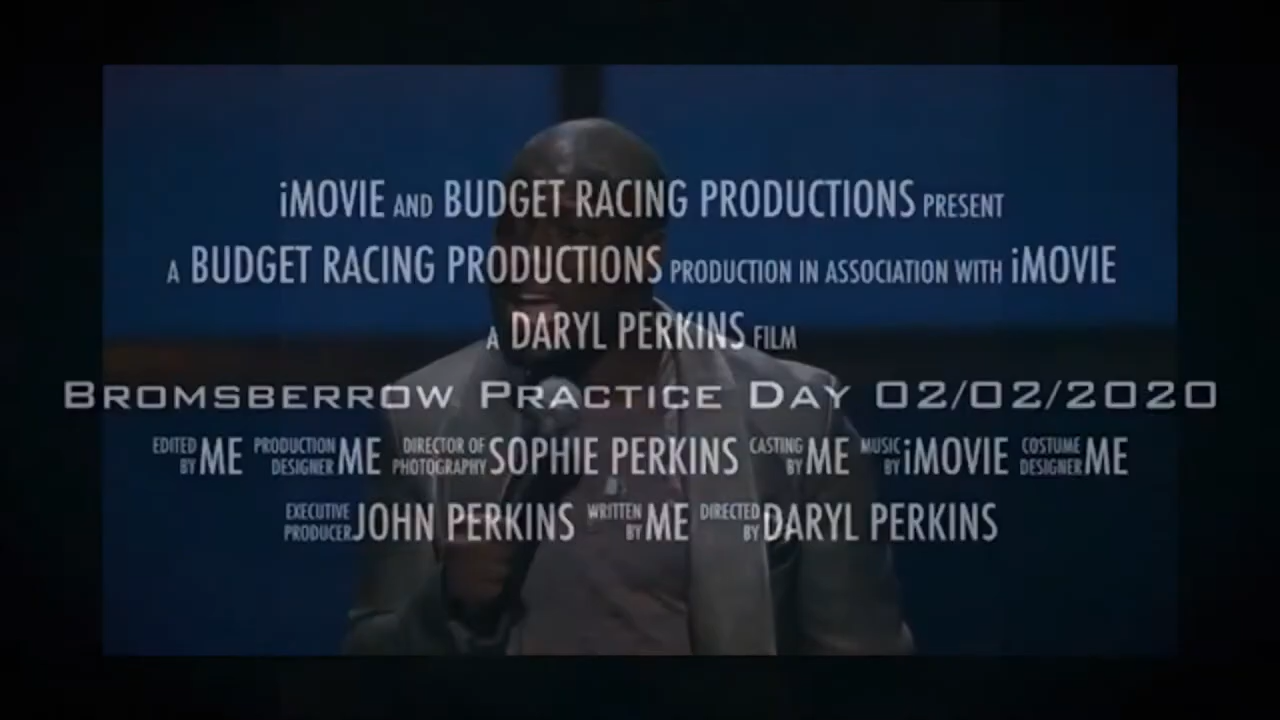 iMOVIE AND BUDGET RACING PRODUCTIONS PRESENT
A BUDGET RACING PRODUCTIONS PRODUCTION IN ASSOCIATION WITH iMOVIE
A DARYL PERKINS FILM
BROMSBERROW PRACTICE DAY 02/02/2020
EDITED BY ME PRODUCTION DESIGNER ME DIRECTOR OF PHOTOGRAPHY SOPHIE PERKINS CASTING BY ME MUSIC BY iMOVIE COSTUME DESIGNER ME
EXECUTIVE PRODUCER JOHN PERKINS WRITTEN BY ME DIRECTED BY DARYL PERKINS